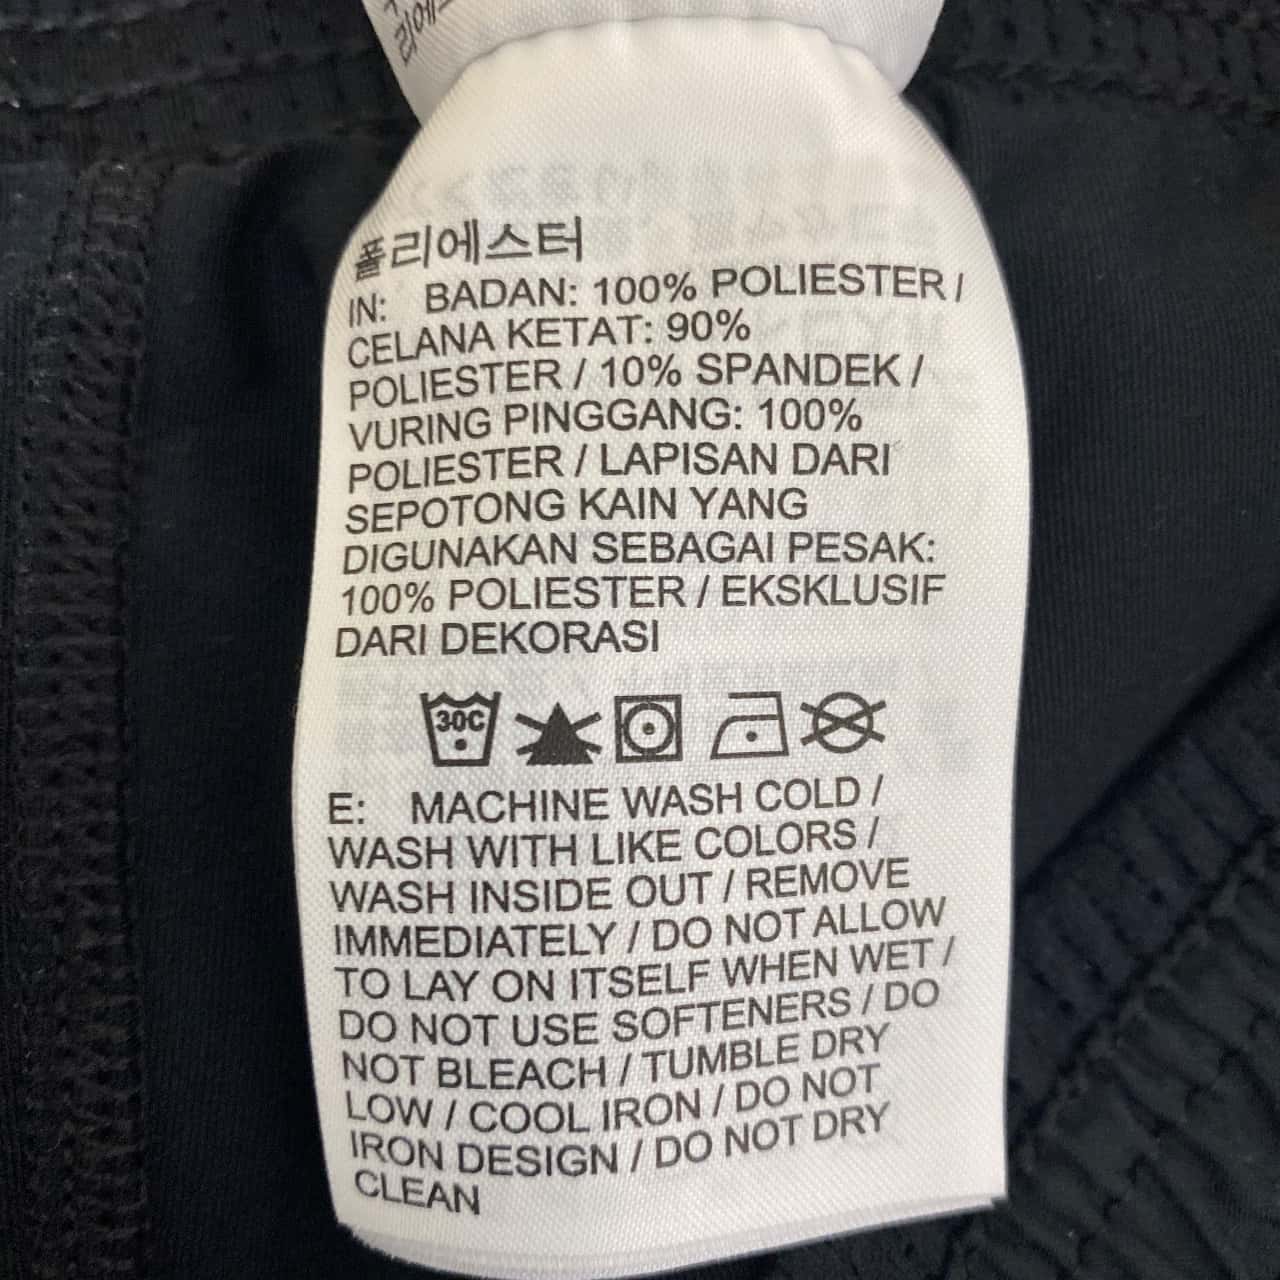 폴리에스터
IN: BADAN: 100% POLIESTER /
CELANA KETAT: 90%
POLIESTER / 10% SPANDEK /
VURING PINGGANG: 100%
POLIESTER / LAPISAN DARI
SEPOTONG KAIN YANG
DIGUNAKAN SEBAGAI PESAK:
100% POLIESTER / EKSKLUSIF
DARI DEKORASI
30C
E: MACHINE WASH COLD /
WASH WITH LIKE COLORS /
WASH INSIDE OUT / REMOVE
IMMEDIATELY / DO NOT ALLOW
TO LAY ON ITSELF WHEN WET /
DO NOT USE SOFTENERS / DO
NOT BLEACH / TUMBLE DRY
LOW / COOL IRON / DO NOT
IRON DESIGN / DO NOT DRY
CLEAN